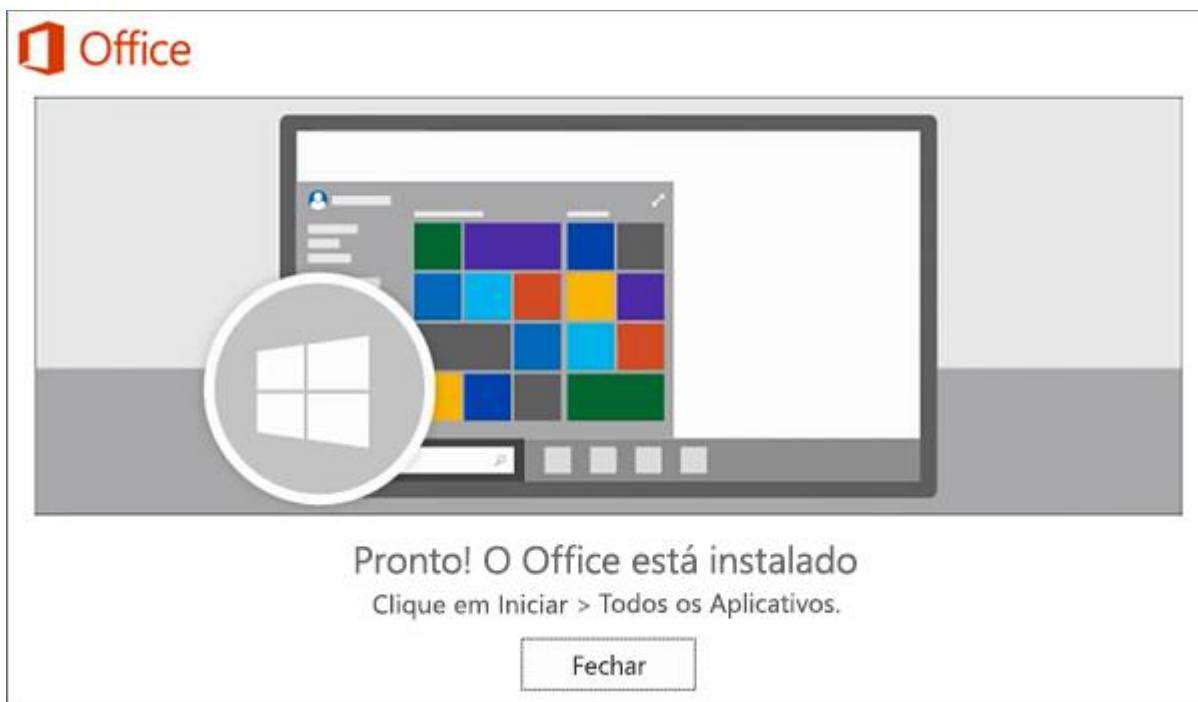 Office
Pronto! O Office está instalado
Clique em Iniciar > Todos os Aplicativos.
Fechar